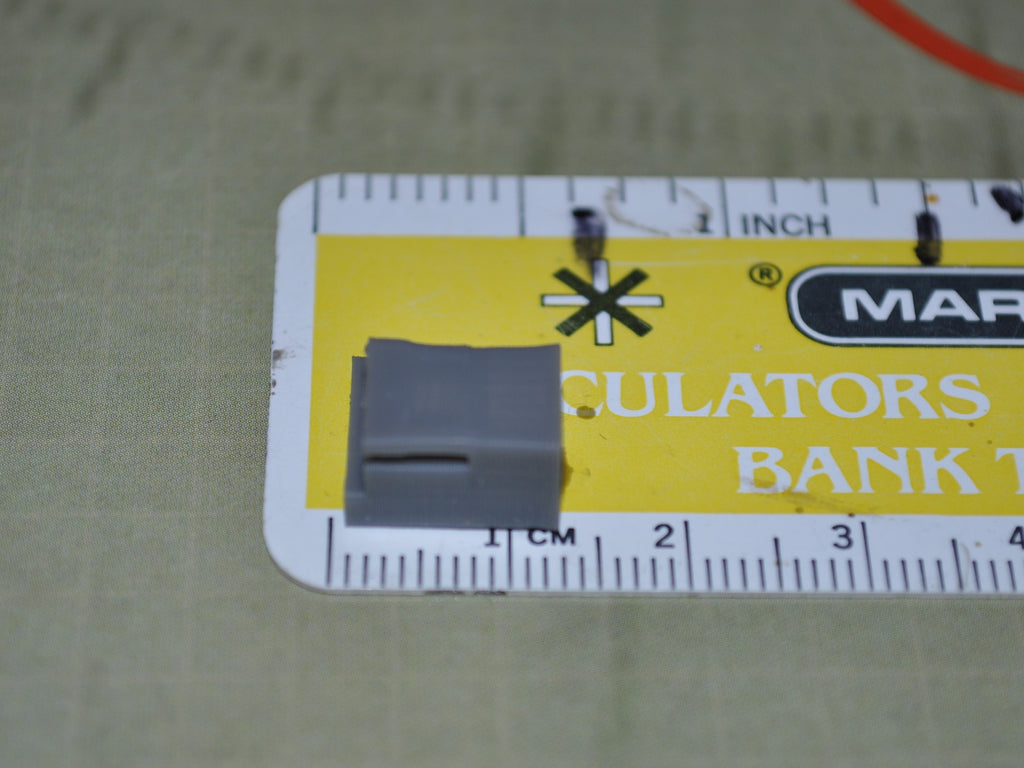 1 INCH
®
MAR
CULATORS
BANK T
1 CM 2 3 4